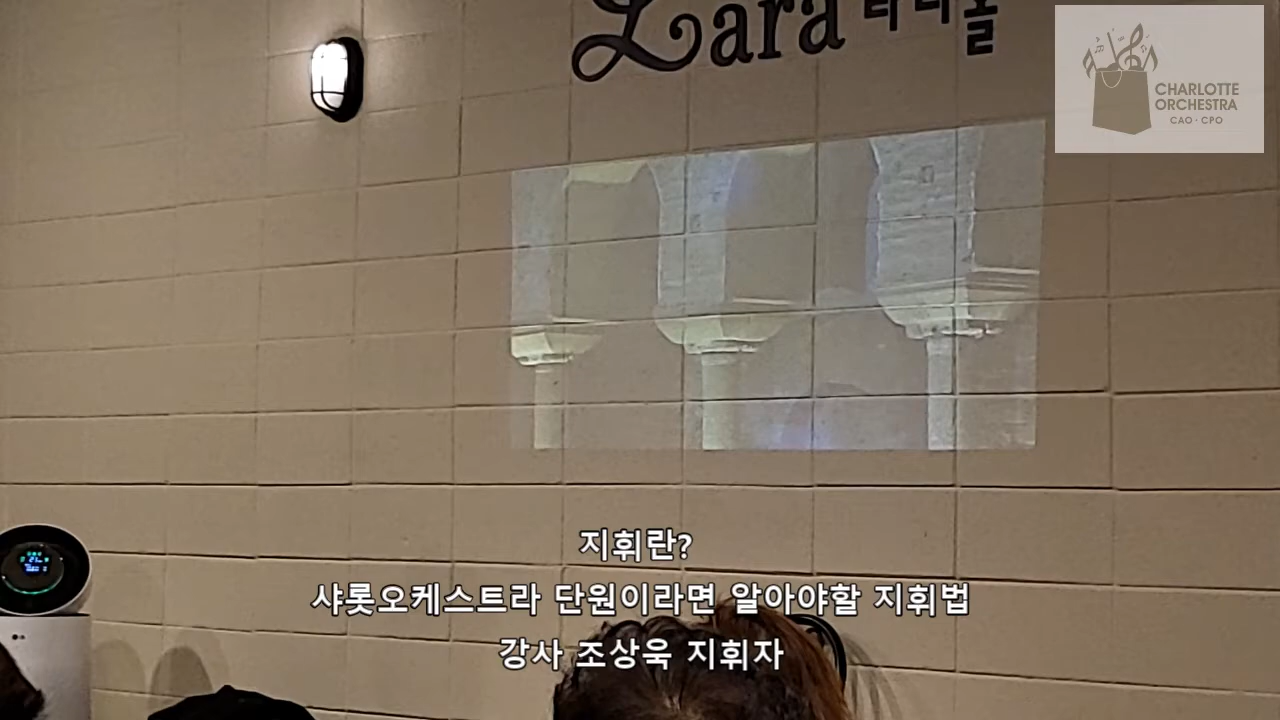 Lara 라라홀
CHARLOTTE
ORCHESTRA
CAO · CPO
지휘란?
샤롯오케스트라 단원이라면 알아야할 지휘법
강사 조상욱 지휘자